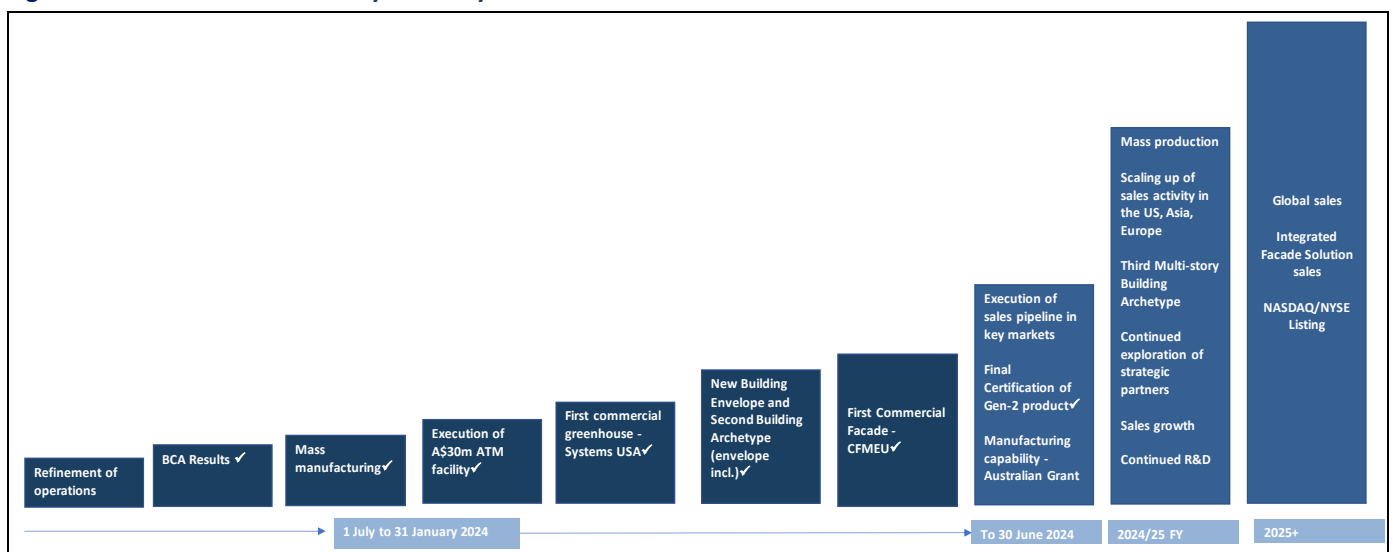 Refinement of
operations
BCA Results ✓
Mass
manufacturing✓
Execution of
A$30m ATM
facility✓
First commercial
greenhouse -
Systems USA✓
New Building
Envelope and
Second Building
Archetype
(envelope
incl.)✓
First Commercial
Facade -
CFMEU✓
Execution of
sales pipeline in
key markets
Final
Certification of
Gen-2 product✓
Manufacturing
capability -
Australian Grant
Mass production
Scaling up of
sales activity in
the US, Asia,
Europe
Third Multi-story
Building
Archetype
Continued
exploration of
strategic
partners
Sales growth
Continued R&D
Global sales
Integrated
Facade Solution
sales
NASDAQ/NYSE
Listing
1 July to 31 January 2024
To 30 June 2024
2024/25 FY
2025+